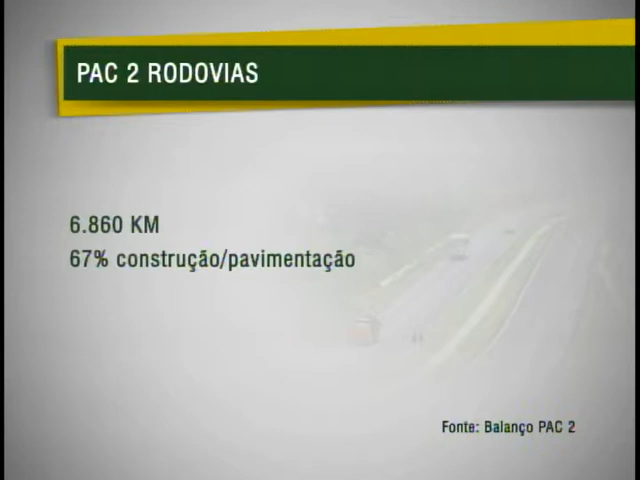 PAC 2 RODOVIAS
6.860 KM
67% construção/pavimentação
Fonte: Balanço PAC 2